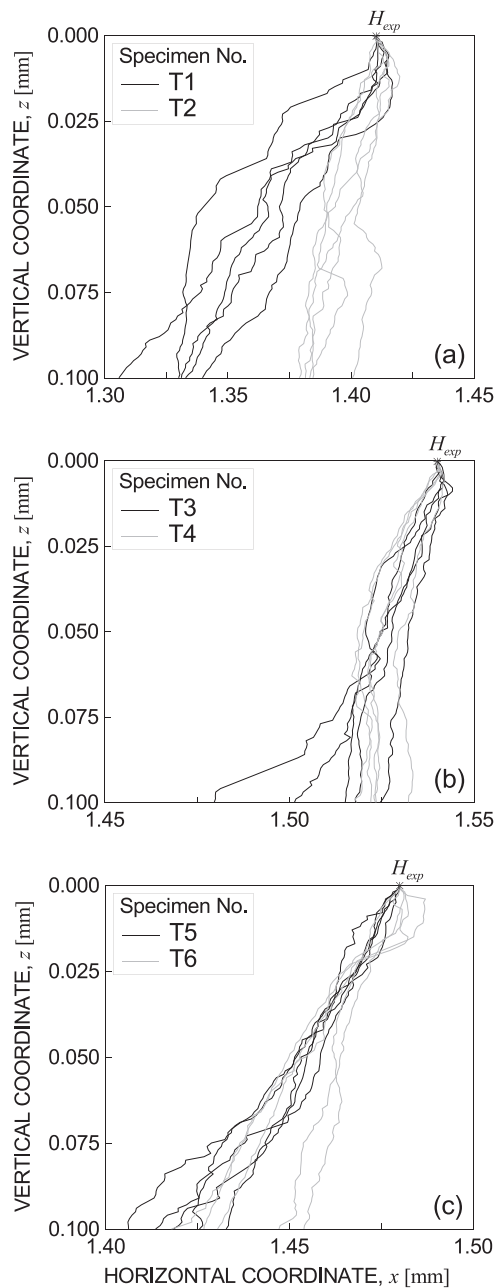 H_exp
0.000
Specimen No.
T1
T2
0.025
0.050
0.075
0.100
(a)
1.30 1.35 1.40 1.45
VERTICAL COORDINATE, z [mm]
H_exp
0.000
Specimen No.
T3
T4
0.025
0.050
0.075
0.100
(b)
1.45 1.50 1.55
VERTICAL COORDINATE, z [mm]
H_exp
0.000
Specimen No.
T5
T6
0.025
0.050
0.075
0.100
(c)
1.40 1.45 1.50
VERTICAL COORDINATE, z [mm]
HORIZONTAL COORDINATE, x [mm]